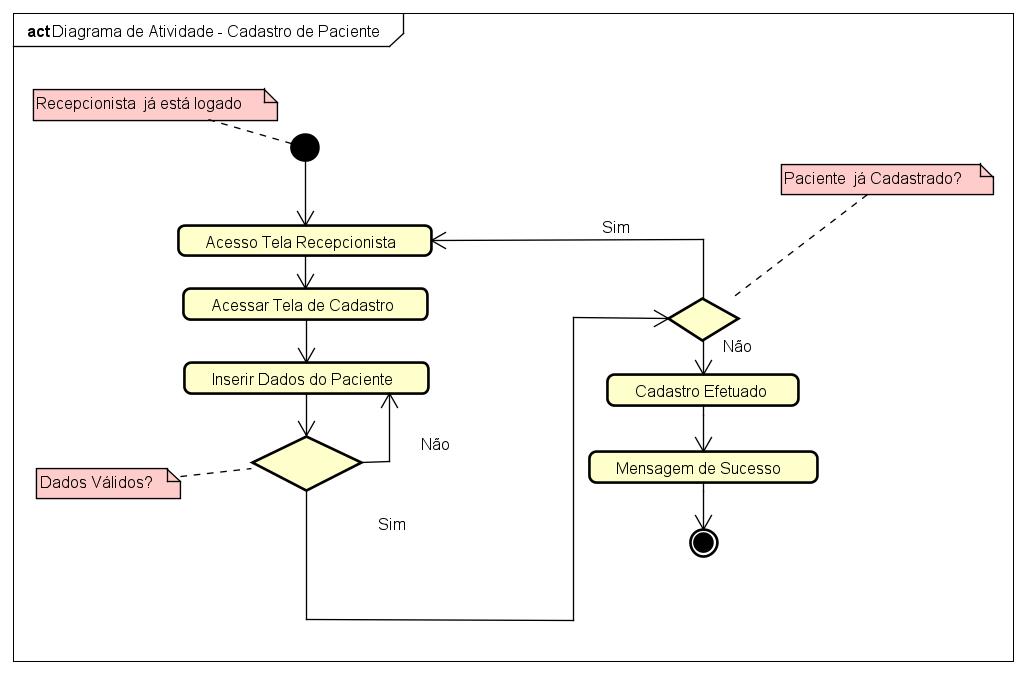 act Diagrama de Atividade - Cadastro de Paciente
Recepcionista já está logado
Paciente já Cadastrado?
Sim
Acesso Tela Recepcionista
Acessar Tela de Cadastro
Não
Inserir Dados do Paciente
Cadastro Efetuado
Não
Mensagem de Sucesso
Dados Válidos?
Sim